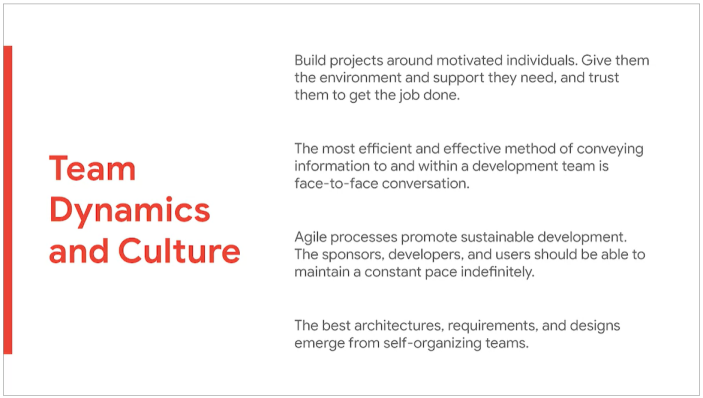 Team
Dynamics
and Culture
Build projects around motivated individuals. Give them
the environment and support they need, and trust
them to get the job done.
The most efficient and effective method of conveying
information to and within a development team is
face-to-face conversation.
Agile processes promote sustainable development.
The sponsors, developers, and users should be able to
maintain a constant pace indefinitely.
The best architectures, requirements, and designs
emerge from self-organizing teams.